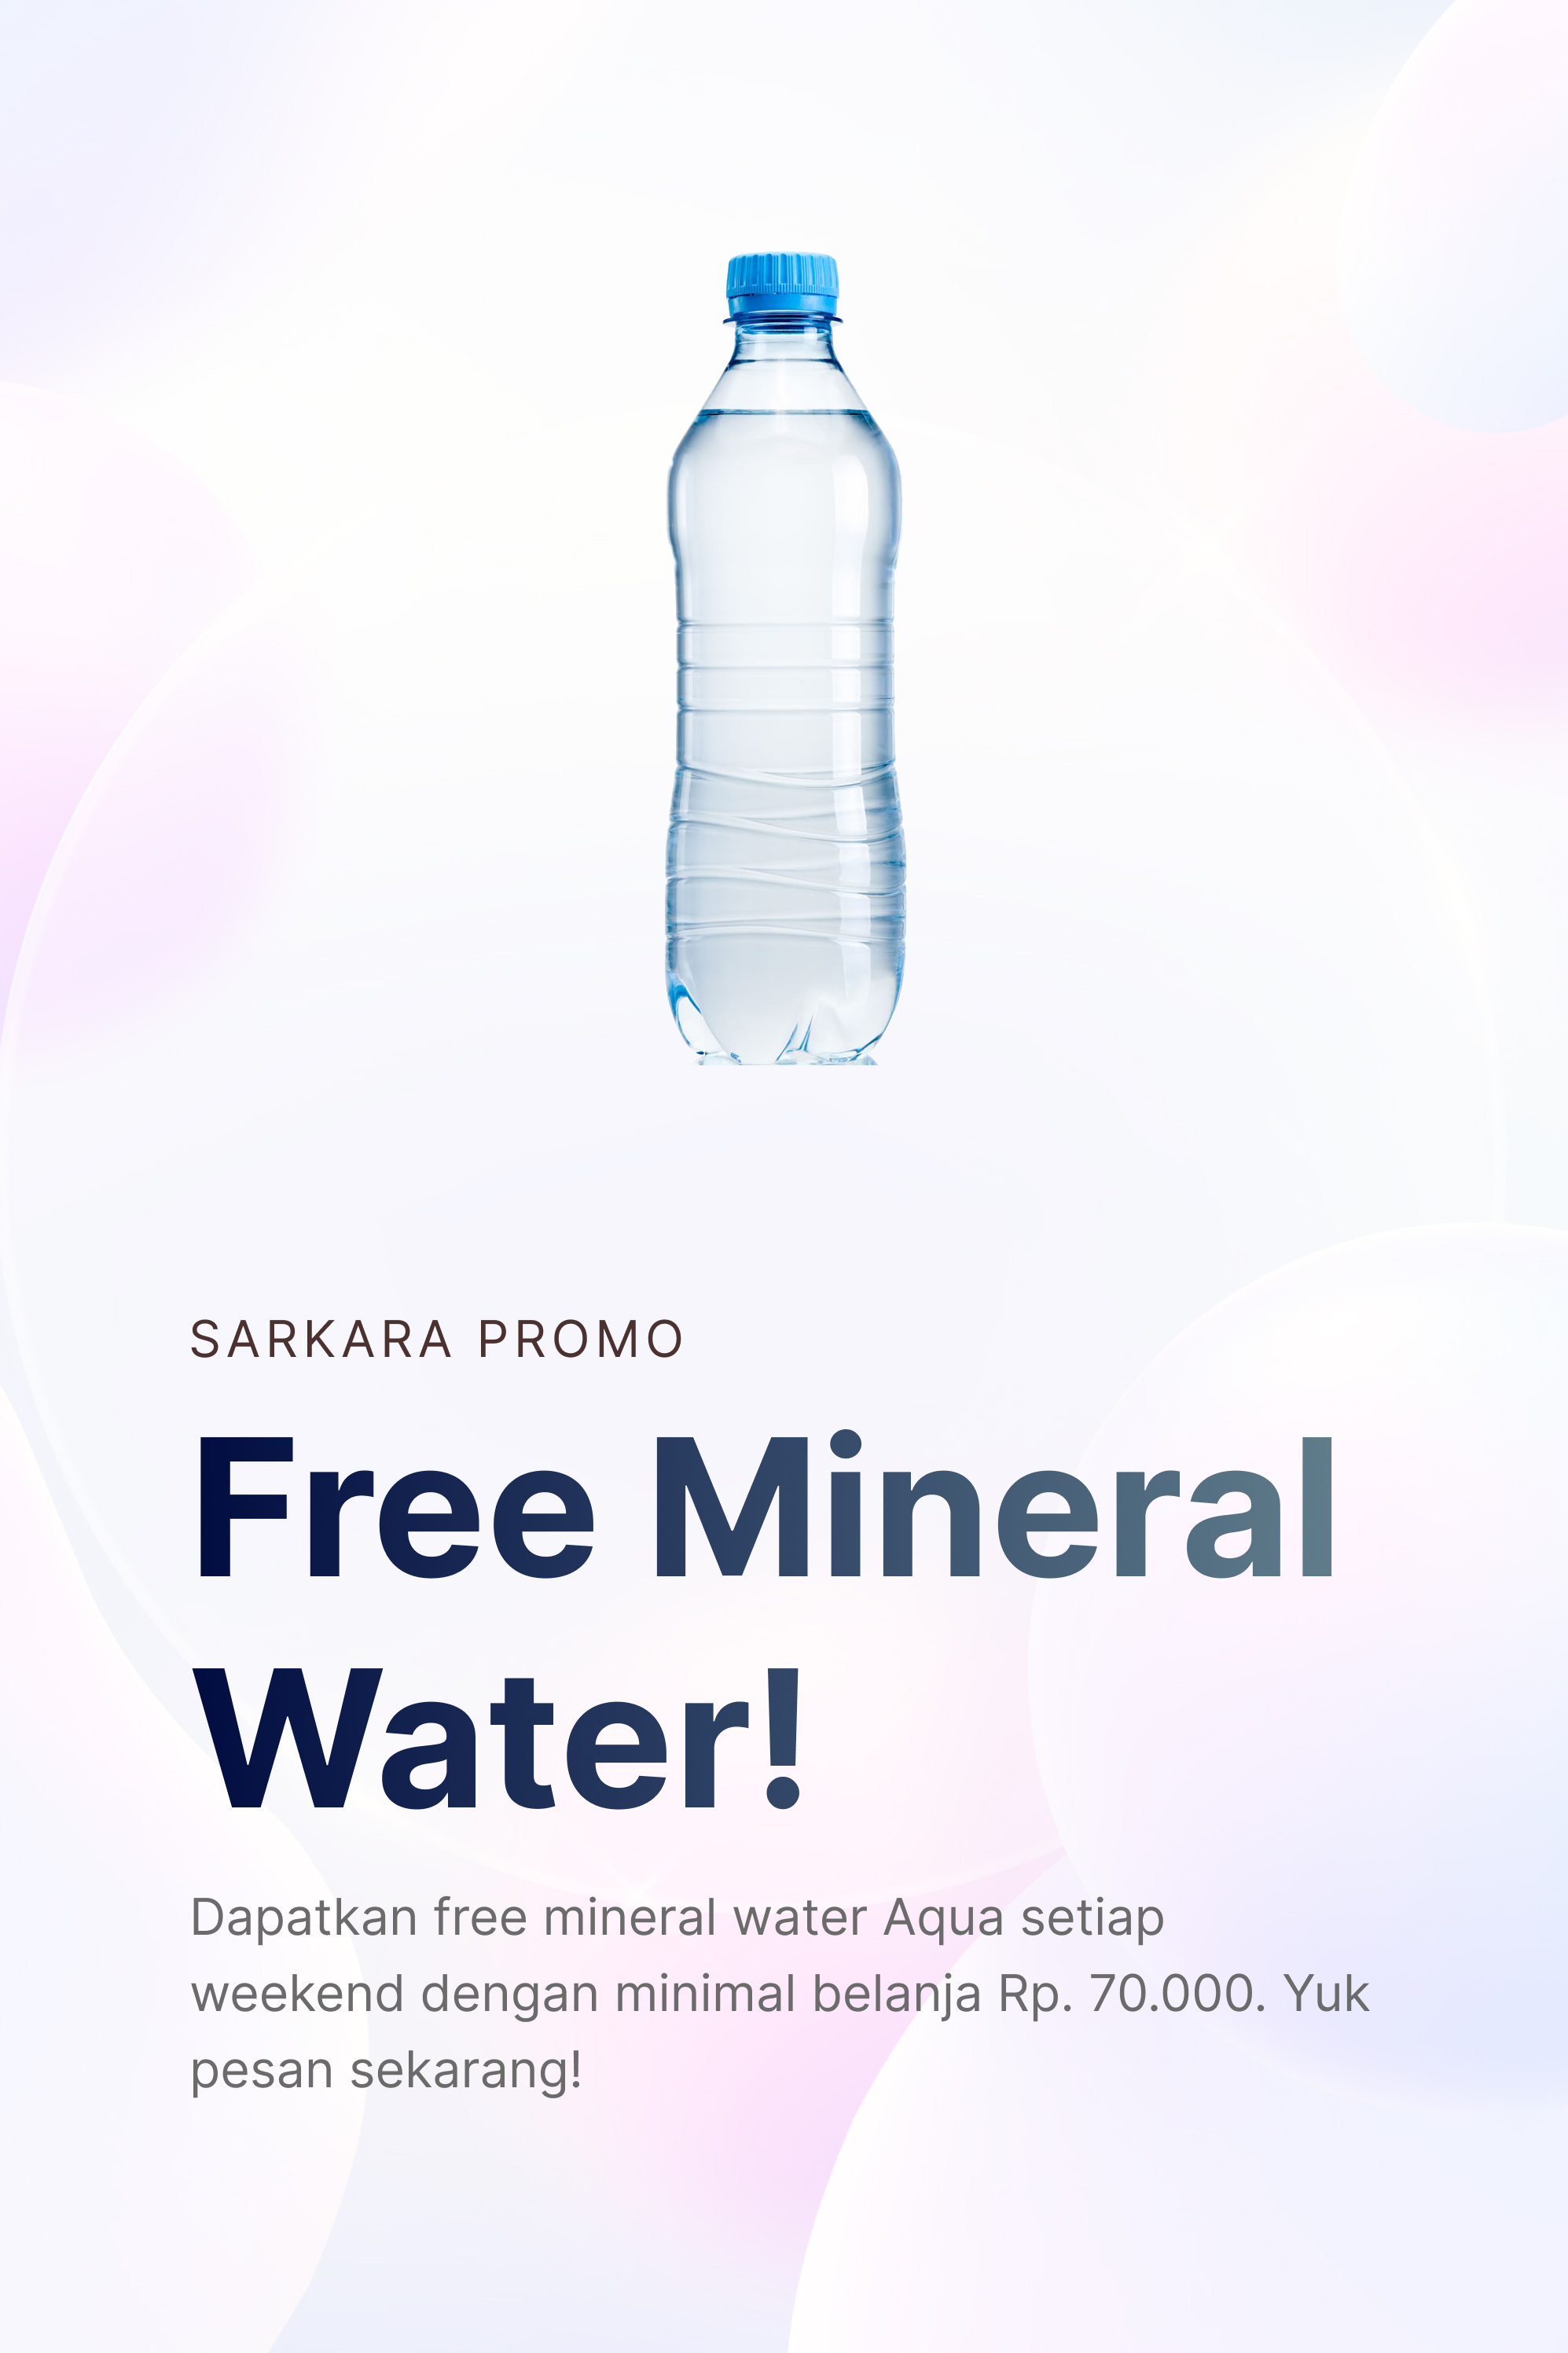 SARKARA PROMO
Free Mineral
Water!
Dapatkan free mineral water Aqua setiap
weekend dengan minimal belanja Rp. 70.000. Yuk
pesan sekarang!